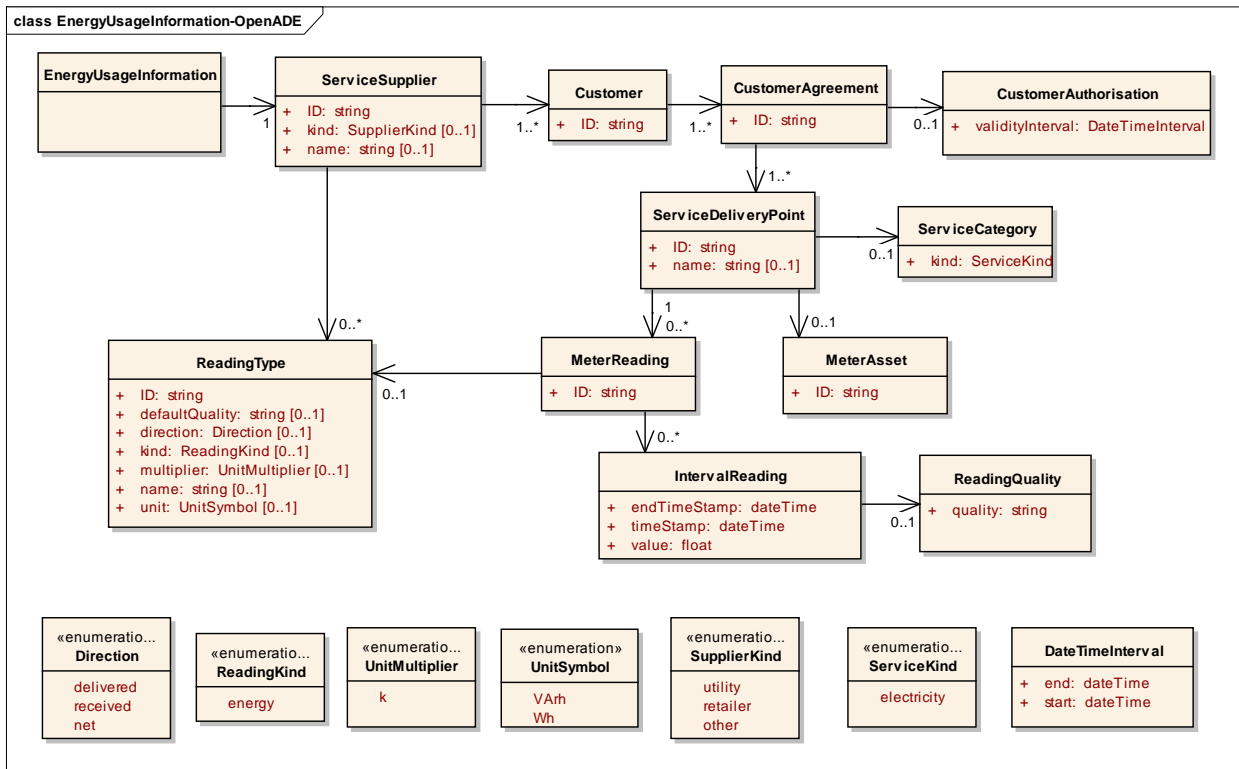 class EnergyUsageInformation-OpenADE
EnergyUsageInformation
1
ServiceSupplier
+ ID: string
+ kind: SupplierKind [0..1]
+ name: string [0..1]
1..*
Customer
+ ID: string
1..*
CustomerAgreement
+ ID: string
0..1
CustomerAuthorisation
+ validityInterval: DateTimeInterval
1..*
ServiceDeliveryPoint
+ ID: string
+ name: string [0..1]
0..1
ServiceCategory
+ kind: ServiceKind
1
0..*
0..1
0..*
ReadingType
+ ID: string
+ defaultQuality: string [0..1]
+ direction: Direction [0..1]
+ kind: ReadingKind [0..1]
+ multiplier: UnitMultiplier [0..1]
+ name: string [0..1]
+ unit: UnitSymbol [0..1]
0..1
MeterReading
+ ID: string
MeterAsset
+ ID: string
0..*
IntervalReading
+ endTimeStamp: dateTime
+ timeStamp: dateTime
+ value: float
0..1
ReadingQuality
+ quality: string
«enumeratio...
Direction
delivered
received
net
«enumeratio...
ReadingKind
energy
«enumeratio...
UnitMultiplier
k
«enumeration»
UnitSymbol
VArh
Wh
«enumeratio...
SupplierKind
utility
retailer
other
«enumeratio...
ServiceKind
electricity
DateTimeInterval
+ end: dateTime
+ start: dateTime